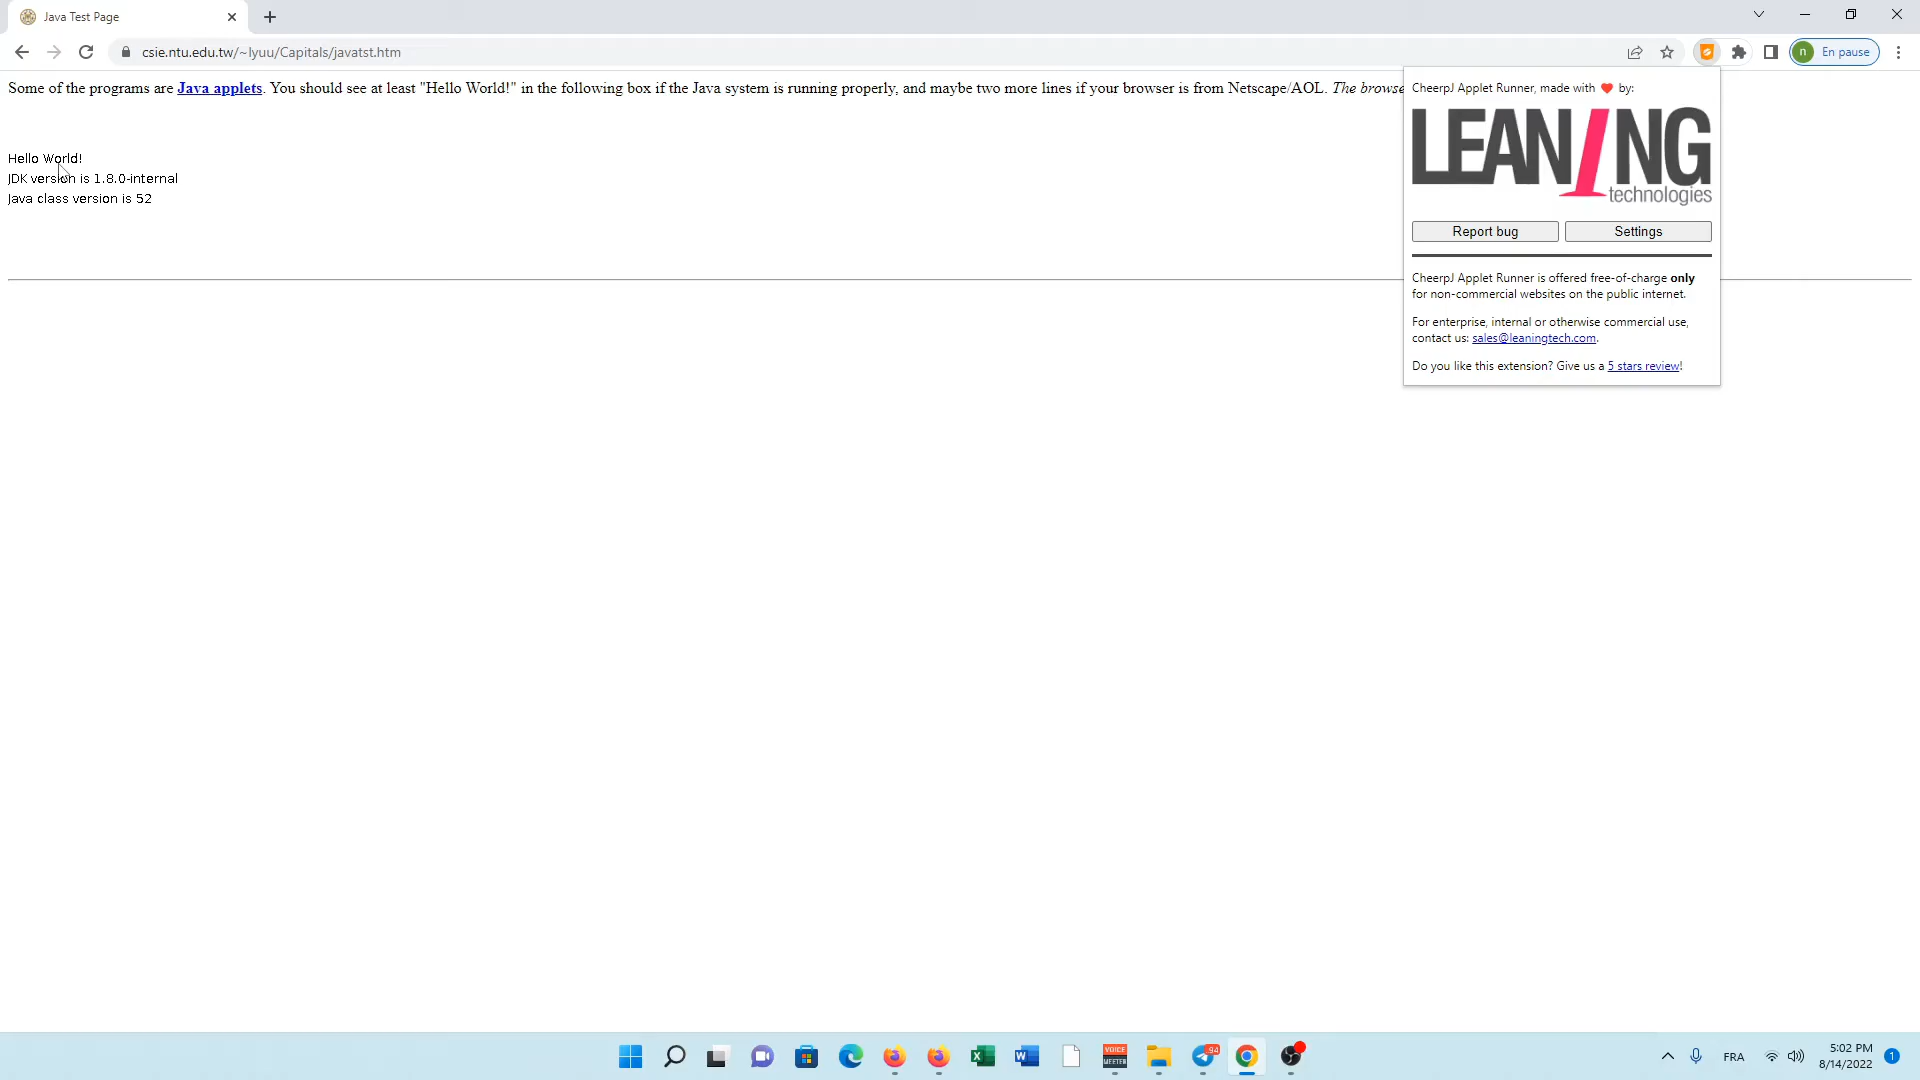 Java Test Page
csie.ntu.edu.tw/~lyuu/Capitals/javatst.htm
n En pause
Some of the programs are Java applets. You should see at least "Hello World!" in the following box if the Java system is running properly, and maybe two more lines if your browser is from Netscape/AOL. The browse
Hello World!
JDK version is 1.8.0-internal
Java class version is 52
CheerpJ Applet Runner, made with ❤ by:
LEANING
technologies
Report bug Settings
CheerpJ Applet Runner is offered free-of-charge only
for non-commercial websites on the public internet.
For enterprise, internal or otherwise commercial use,
contact us: sales@leaningtech.com.
Do you like this extension? Give us a 5 stars review!
VOICE
MEETER
94
FRA
5:02 PM
8/14/2022
1